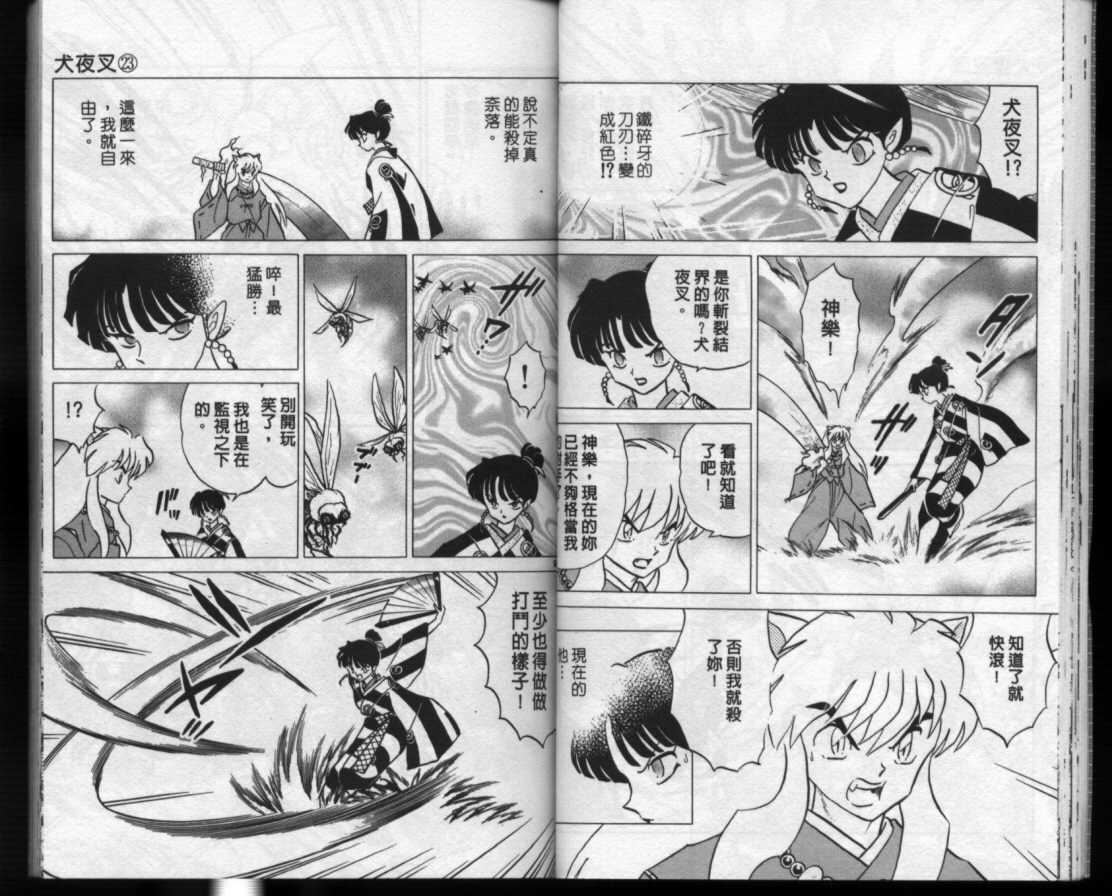 犬夜叉㉓
犬夜叉!?
鐵碎牙的
刀刃…變
成紅色!?
神樂！
是你斬裂結
界的嗎？犬
夜叉。
看就知道
了吧！
神樂，現在的妳
已經不夠格當我
知道了就
快滾！
否則我就殺
了妳！
現在的
他…
說不定真
的能殺掉
奈落。
這麼一來
，我就自
由了。
！
啐！最
猛勝…
別開玩
笑了，
我也是在
監視之下
的。
!?
至少也得做做
打鬥的樣子！